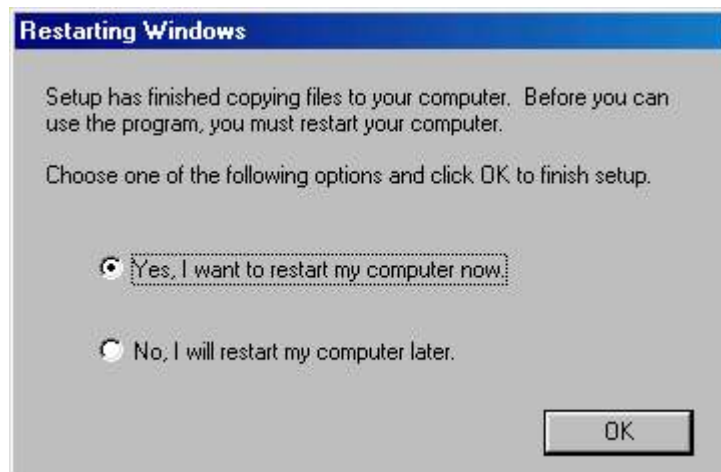 Restarting Windows
Setup has finished copying files to your computer.  Before you can
use the program, you must restart your computer.
Choose one of the following options and click OK to finish setup.
Yes, I want to restart my computer now.
No, I will restart my computer later.
OK